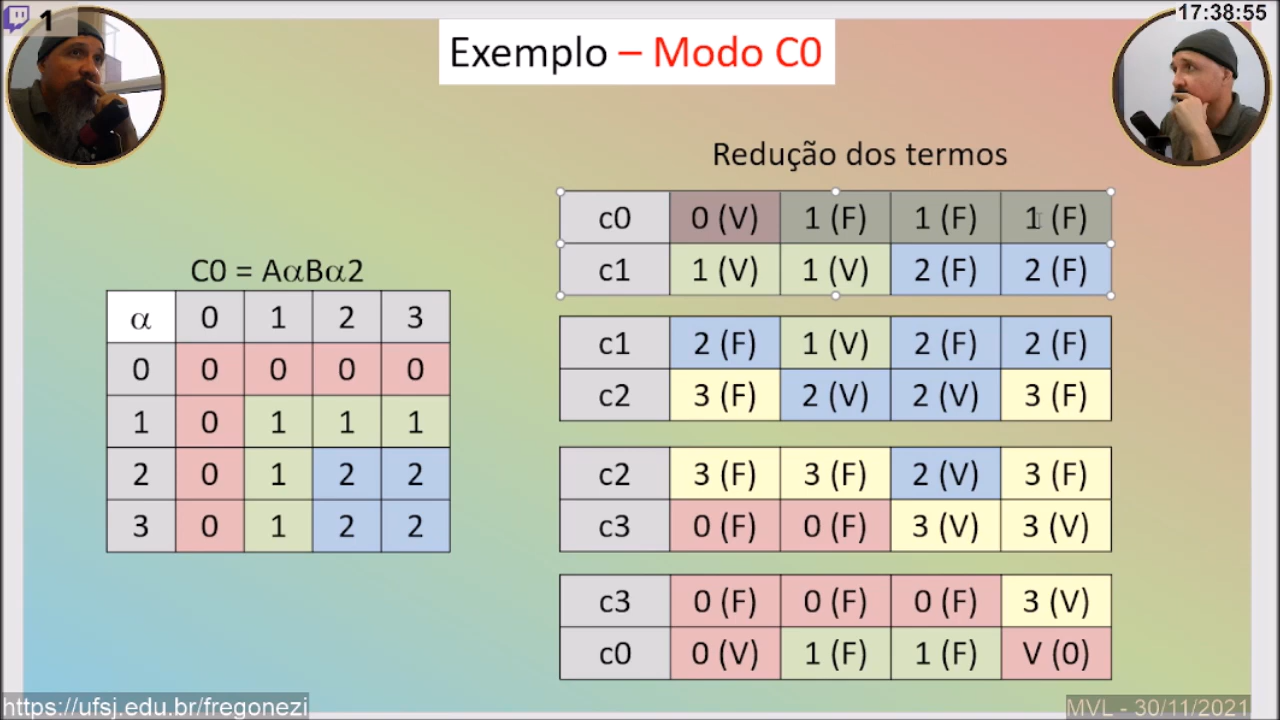 1
17:38:55
Exemplo – Modo C0
Redução dos termos
C0 = AαBα2
α 0 1 2 3
0 0 0 0 0
1 0 1 1 1
2 0 1 2 2
3 0 1 2 2
c0 0 (V) 1 (F) 1 (F) 1 (F)
c1 1 (V) 1 (V) 2 (F) 2 (F)
c1 2 (F) 1 (V) 2 (F) 2 (F)
c2 3 (F) 2 (V) 2 (V) 3 (F)
c2 3 (F) 3 (F) 2 (V) 3 (F)
c3 0 (F) 0 (F) 3 (V) 3 (V)
c3 0 (F) 0 (F) 0 (F) 3 (V)
c0 0 (V) 1 (F) 1 (F) V (0)
https://ufsj.edu.br/fregonezi
MVL - 30/11/2021